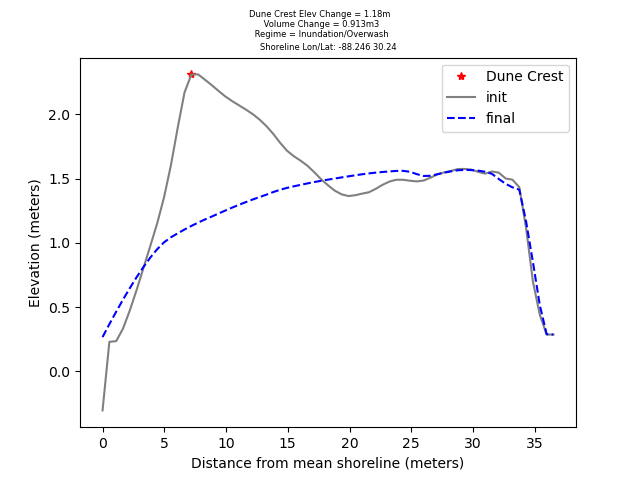 Dune Crest Elev Change = 1.18m
Volume Change = 0.913m3
Regime = Inundation/Overwash
Shoreline Lon/Lat: -88.246 30.24
Dune Crest
init
final
2.0
1.5
1.0
0.5
0.0
Elevation (meters)
0 5 10 15 20 25 30 35
Distance from mean shoreline (meters)